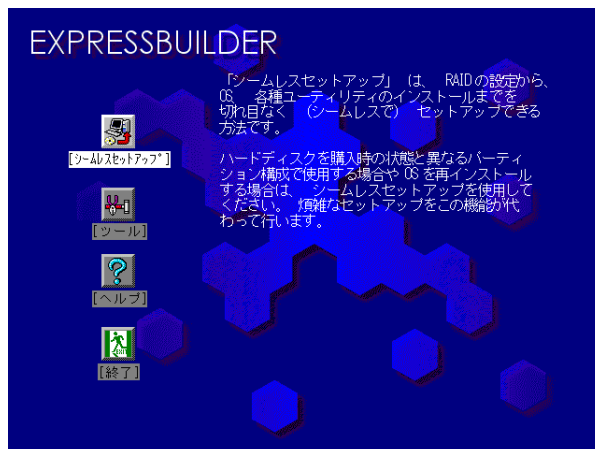 EXPRESSBUILDER
「シームレスセットアップ」 は、 RAIDの設定から、
OS、 各種ユーティリティのインストールまでを
切れ目なく (シームレスで) セットアップできる
方法です。
ハードディスクを購入時の状態と異なるパーティ
ション構成で使用する場合や OS を再インストール
する場合は、 シームレスセットアップを使用して
ください。 煩雑なセットアップをこの機能が代
わって行います。
[シームレスセットアップ]
[ツール]
[ヘルプ]
EXIT
[終了]